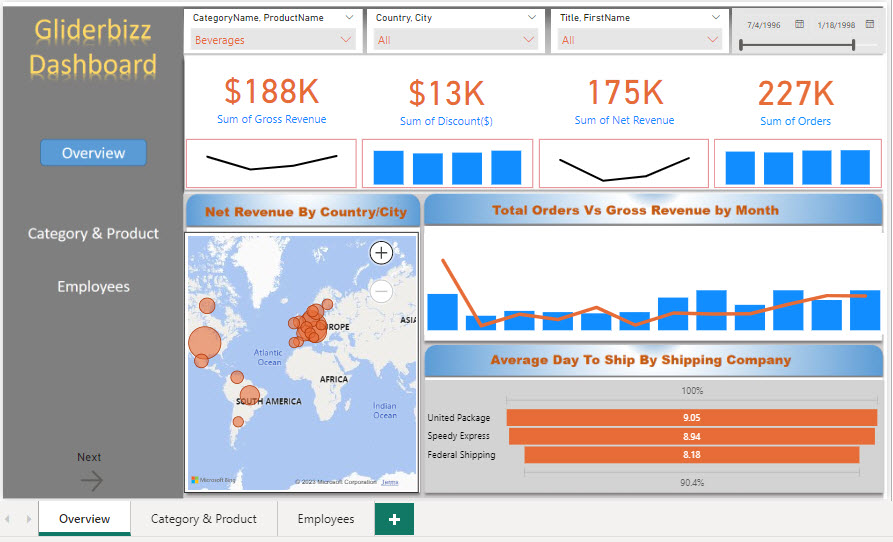 Gliderbizz
Dashboard
Overview
Category & Product
Employees
Next
CategoryName, ProductName
Beverages
Country, City
All
Title, FirstName
All
7/4/1996
1/18/1998
$188K
Sum of Gross Revenue
$13K
Sum of Discount($)
175K
Sum of Net Revenue
227K
Sum of Orders
Net Revenue By Country/City
Atlantic
Ocean
ROPE
ASIA
AFRICA
SOUTH AMERICA
Indian
Ocean
Microsoft Bing
© 2023 Microsoft Corporation Terms
Total Orders Vs Gross Revenue by Month
Average Day To Ship By Shipping Company
100%
United Package 9.05
Speedy Express 8.94
Federal Shipping 8.18
90.4%
Overview
Category & Product
Employees